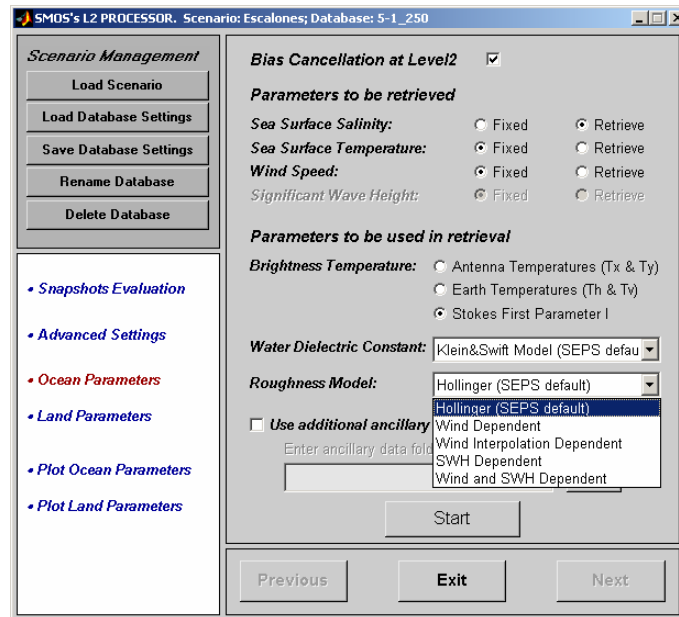 SMOS's L2 PROCESSOR. Scenario: Escalones; Database: 5-1_250
Scenario Management
Load Scenario
Load Database Settings
Save Database Settings
Rename Database
Delete Database
• Snapshots Evaluation
• Advanced Settings
• Ocean Parameters
• Land Parameters
• Plot Ocean Parameters
• Plot Land Parameters
Bias Cancellation at Level2
Parameters to be retrieved
Sea Surface Salinity: Fixed Retrieve
Sea Surface Temperature: Fixed Retrieve
Wind Speed: Fixed Retrieve
Significant Wave Height: Fixed Retrieve
Parameters to be used in retrieval
Brightness Temperature: Antenna Temperatures (Tx & Ty)
Earth Temperatures (Th & Tv)
Stokes First Parameter I
Water Dielectric Constant: Klein&Swift Model (SEPS defau
Roughness Model: Hollinger (SEPS default)
Hollinger (SEPS default)
Wind Dependent
Wind Interpolation Dependent
SWH Dependent
Wind and SWH Dependent
Use additional ancillary
Enter ancillary data fold
Start
Previous Exit Next